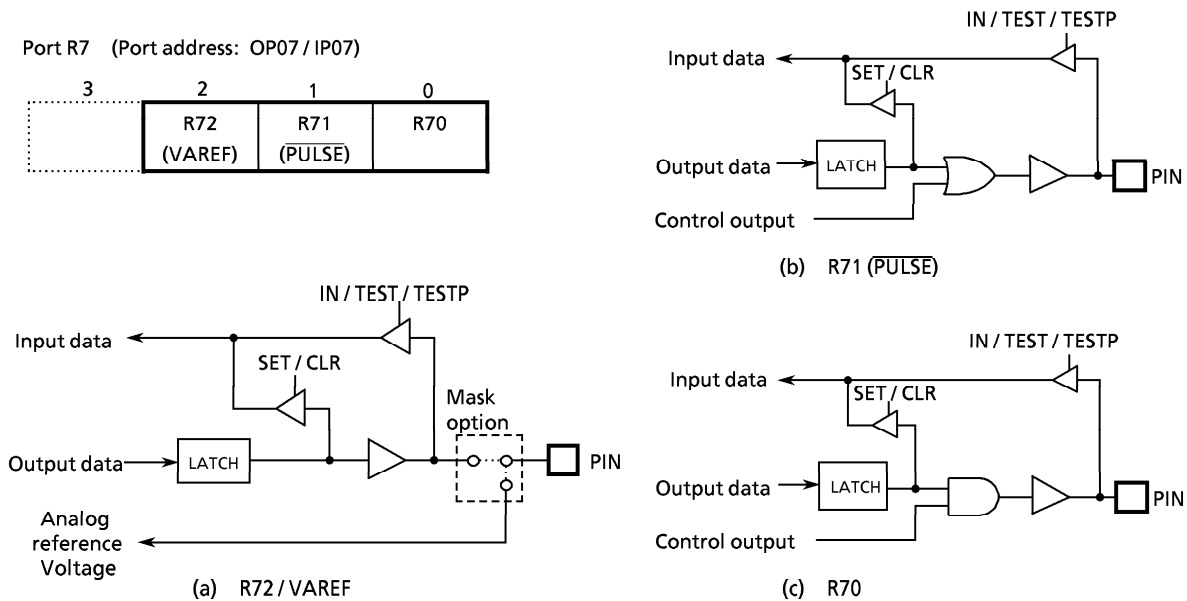 Port R7 (Port address: OP07 / IP07)
3 2 1 0
R72 R71 R70
(VAREF) (PULSE)
IN / TEST / TESTP
Input data
SET / CLR
Output data
LATCH
PIN
Control output
(b) R71 (PULSE)
IN / TEST / TESTP
Input data
SET / CLR
Mask
option
Output data
LATCH
PIN
Analog
reference
Voltage
(a) R72 / VAREF
IN / TEST / TESTP
Input data
SET / CLR
Output data
LATCH
PIN
Control output
(c) R70